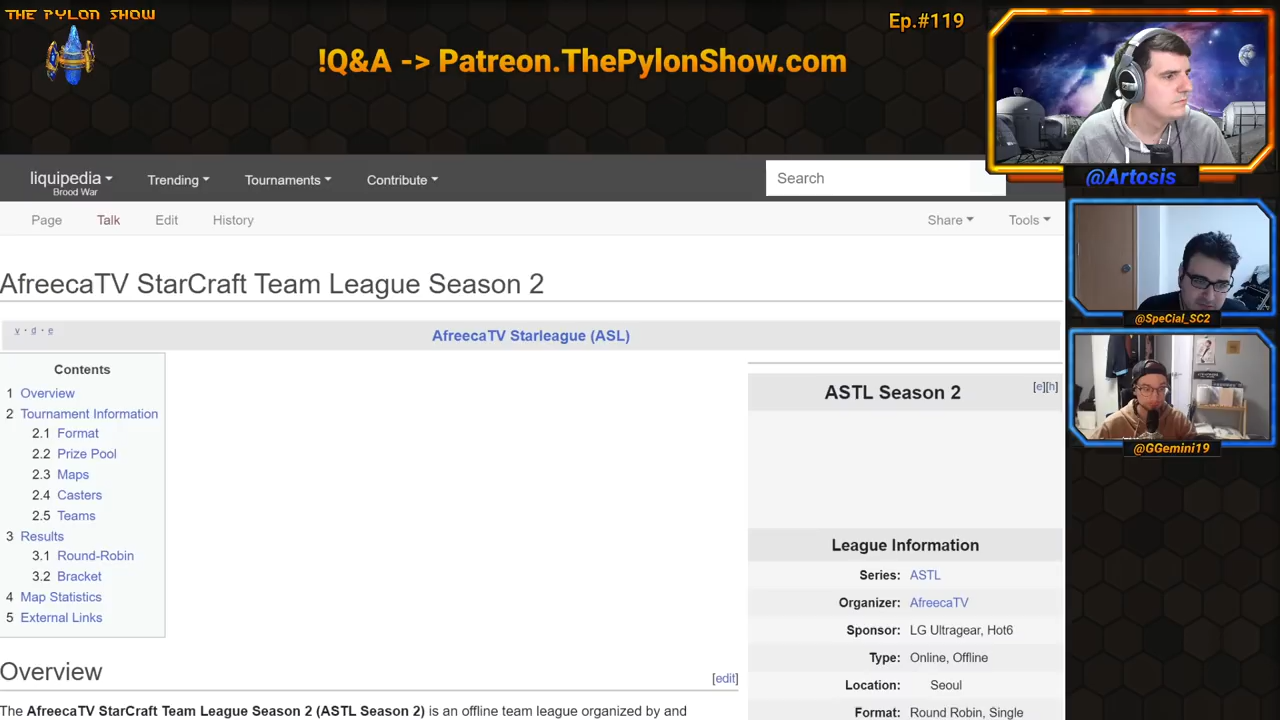 THE PYLON SHOW
Ep.#119
!Q&A -> Patreon.ThePylonShow.com
@Artosis
@SpeCial_SC2
@GGemini19
liquipedia
Brood War
Trending
Tournaments
Contribute
Search
Page
Talk
Edit
History
Share
Tools
AfreecaTV StarCraft Team League Season 2
v · d · e
AfreecaTV Starleague (ASL)
Contents
1 Overview
2 Tournament Information
2.1 Format
2.2 Prize Pool
2.3 Maps
2.4 Casters
2.5 Teams
3 Results
3.1 Round-Robin
3.2 Bracket
4 Map Statistics
5 External Links
ASTL Season 2
[e][h]
League Information
Series: ASTL
Organizer: AfreecaTV
Sponsor: LG Ultragear, Hot6
Type: Online, Offline
Location: Seoul
Format: Round Robin, Single
Overview
[edit]
The AfreecaTV StarCraft Team League Season 2 (ASTL Season 2) is an offline team league organized by and